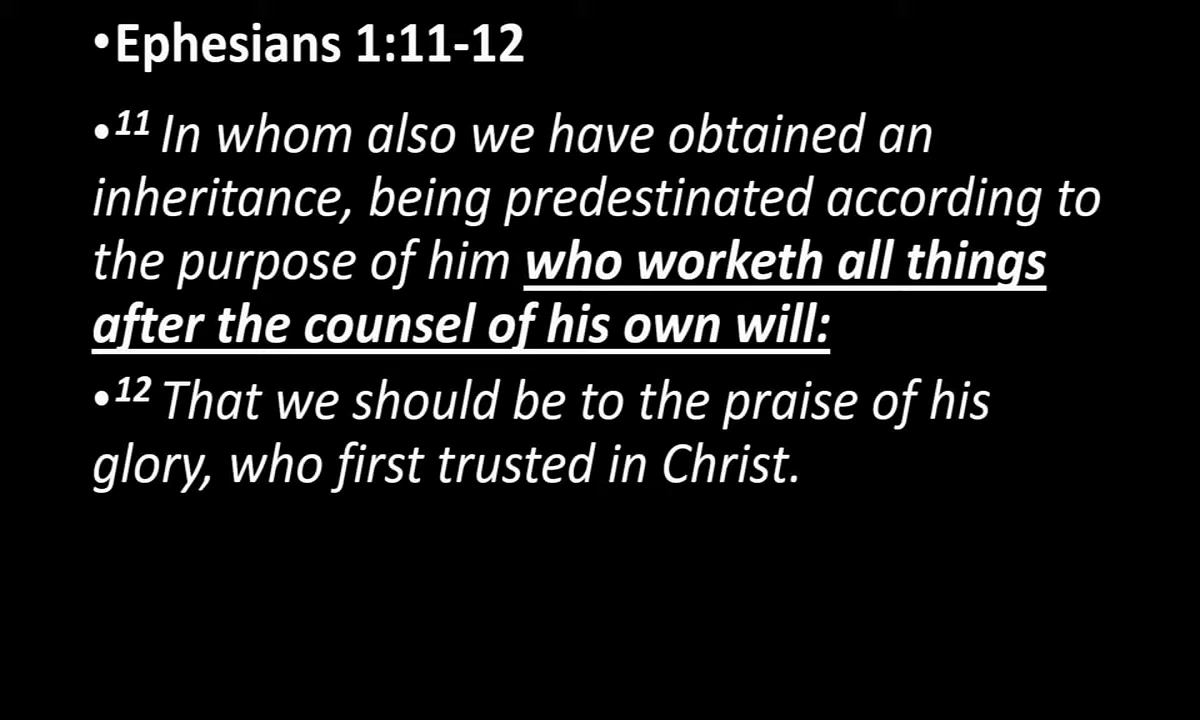 •Ephesians 1:11-12
•11 In whom also we have obtained an
inheritance, being predestinated according to
the purpose of him who worketh all things
after the counsel of his own will:
•12 That we should be to the praise of his
glory, who first trusted in Christ.